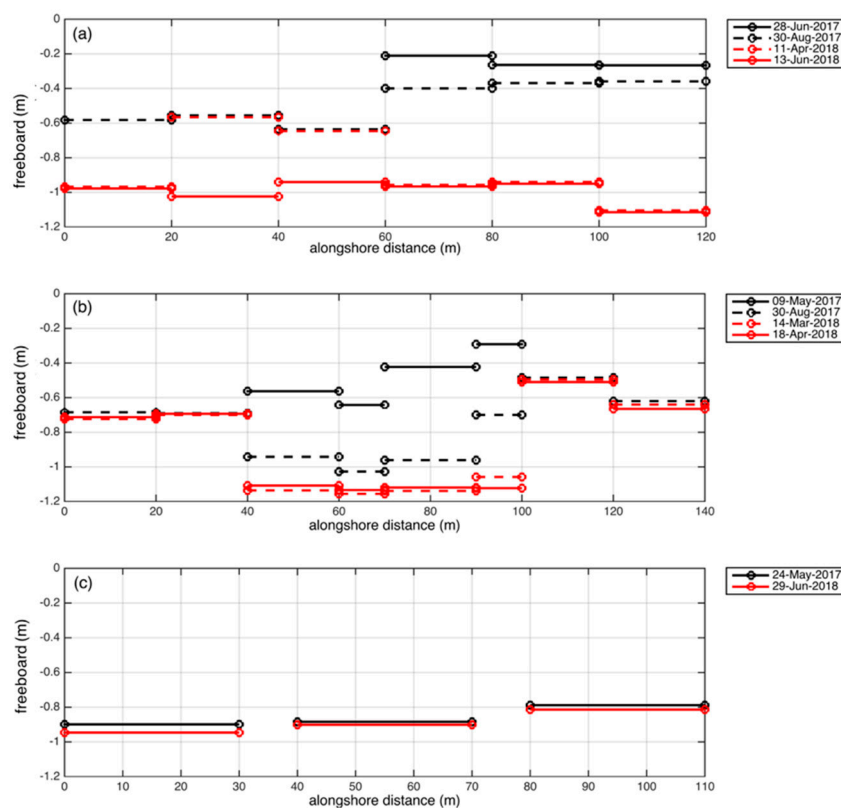 (a)
28-Jun-2017
30-Aug-2017
11-Apr-2018
13-Jun-2018
0
-0.2
-0.4
-0.6
-0.8
-1
-1.2
freeboard (m)
0 20 40 60 80 100 120
alongshore distance (m)
(b)
09-May-2017
30-Aug-2017
14-Mar-2018
18-Apr-2018
0
-0.2
-0.4
-0.6
-0.8
-1
-1.2
freeboard (m)
0 20 40 60 80 100 120 140
alongshore distance (m)
(c)
24-May-2017
29-Jun-2018
0
-0.2
-0.4
-0.6
-0.8
-1
-1.2
freeboard (m)
0 10 20 30 40 50 60 70 80 90 100 110
alongshore distance (m)